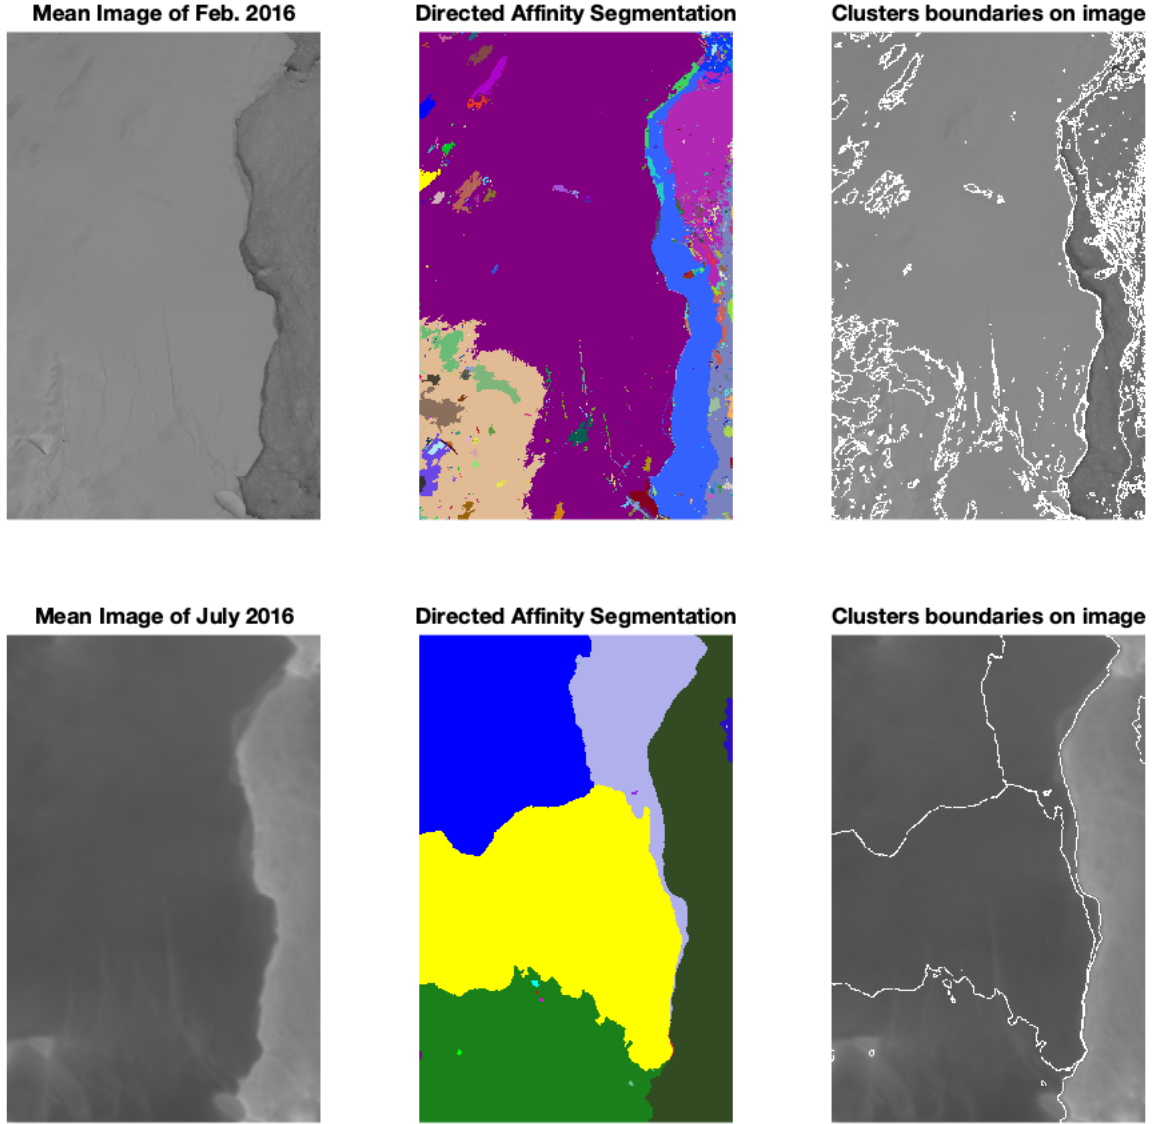 Mean Image of Feb. 2016
Directed Affinity Segmentation
Clusters boundaries on image
Mean Image of July 2016
Directed Affinity Segmentation
Clusters boundaries on image